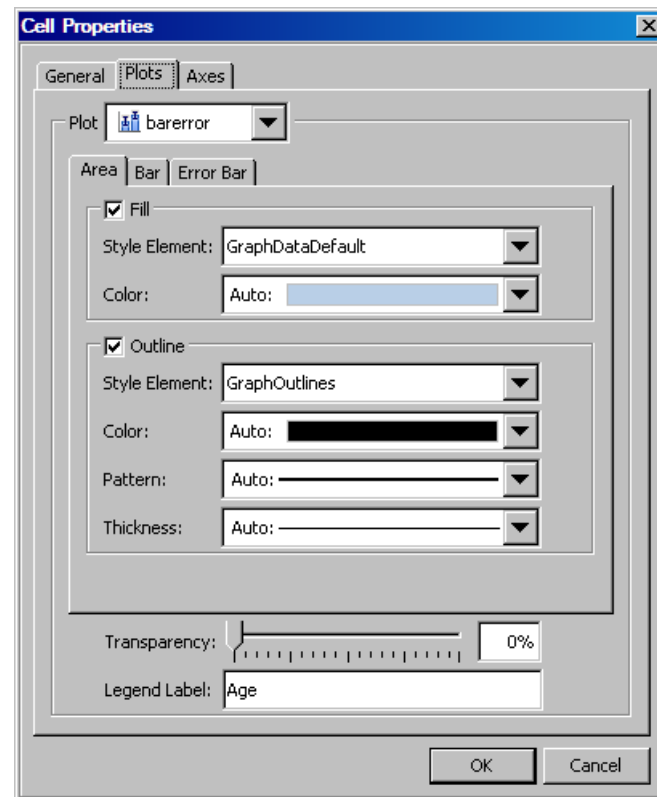 Cell Properties
General Plots Axes
Plot barerror
Area Bar Error Bar
Fill
Style Element: GraphDataDefault
Color: Auto:
Outline
Style Element: GraphOutlines
Color: Auto:
Pattern: Auto:
Thickness: Auto:
Transparency: 0%
Legend Label: Age
OK Cancel